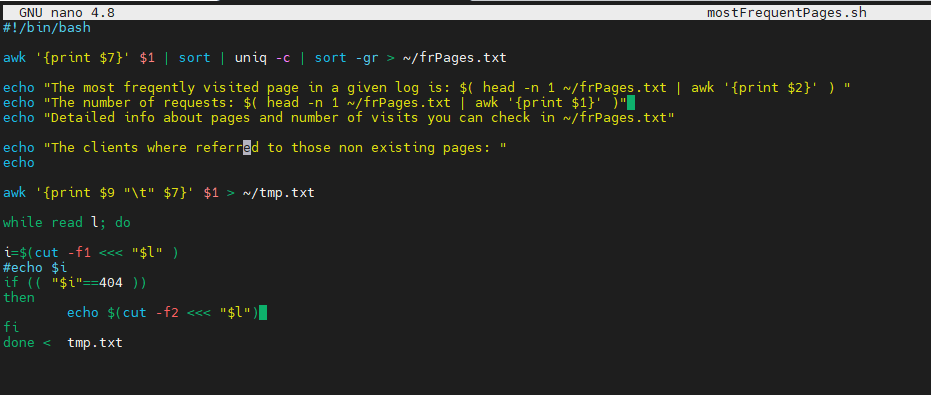 GNU nano 4.8 mostFrequentPages.sh
#!/bin/bash
awk '{print $7}' $1 | sort | uniq -c | sort -gr > ~/frPages.txt
echo "The most freqently visited page in a given log is: $( head -n 1 ~/frPages.txt | awk '{print $2}' ) "
echo "The number of requests: $( head -n 1 ~/frPages.txt | awk '{print $1}' )"
echo "Detailed info about pages and number of visits you can check in ~/frPages.txt"
echo "The clients where referred to those non existing pages: "
echo
awk '{print $9 "\t" $7}' $1 > ~/tmp.txt
while read l; do
i=$(cut -f1 <<< "$l" )
#echo $i
if (( "$i"==404 ))
then
echo $(cut -f2 <<< "$l")
fi
done < tmp.txt